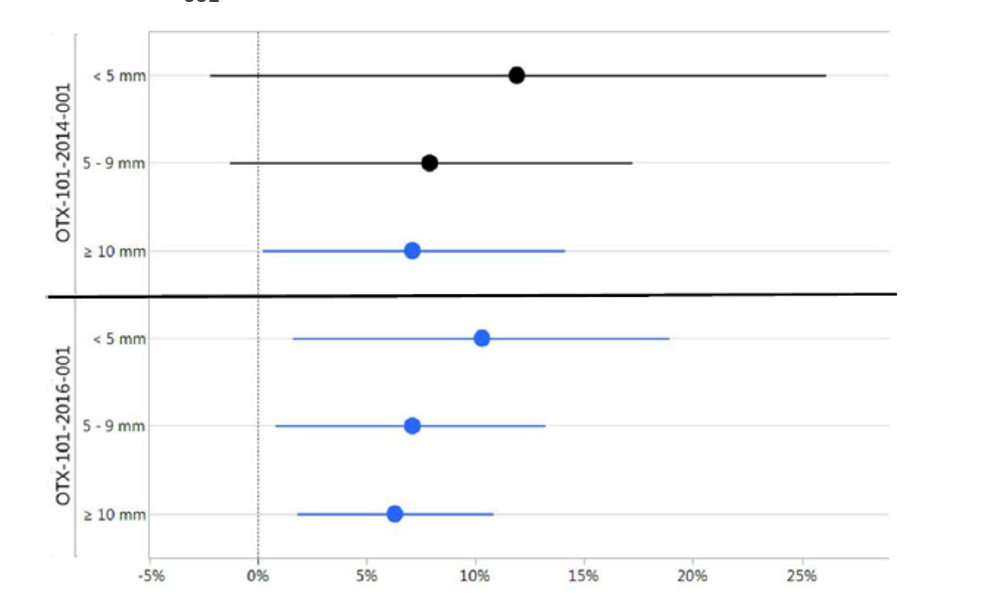 OTX-101-2014-001
< 5 mm
5 - 9 mm
≥ 10 mm
OTX-101-2016-001
< 5 mm
5 - 9 mm
≥ 10 mm
-5% 0% 5% 10% 15% 20% 25%